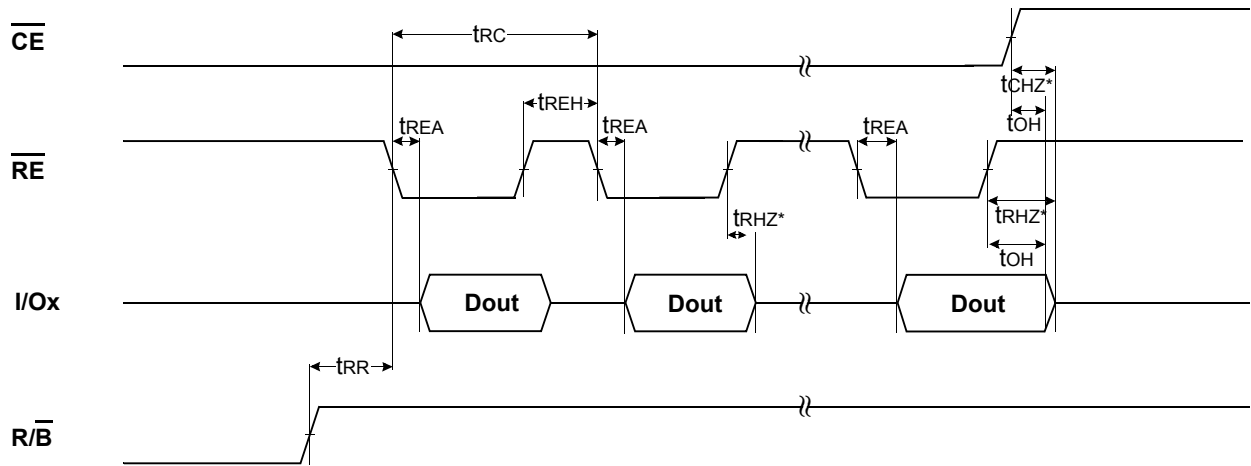 CE
tRC
tCHZ*
tREH
tREA
tREA
tREA
tOH
RE
tRHZ*
tRHZ*
tOH
I/Ox
Dout
Dout
Dout
tRR
R/B